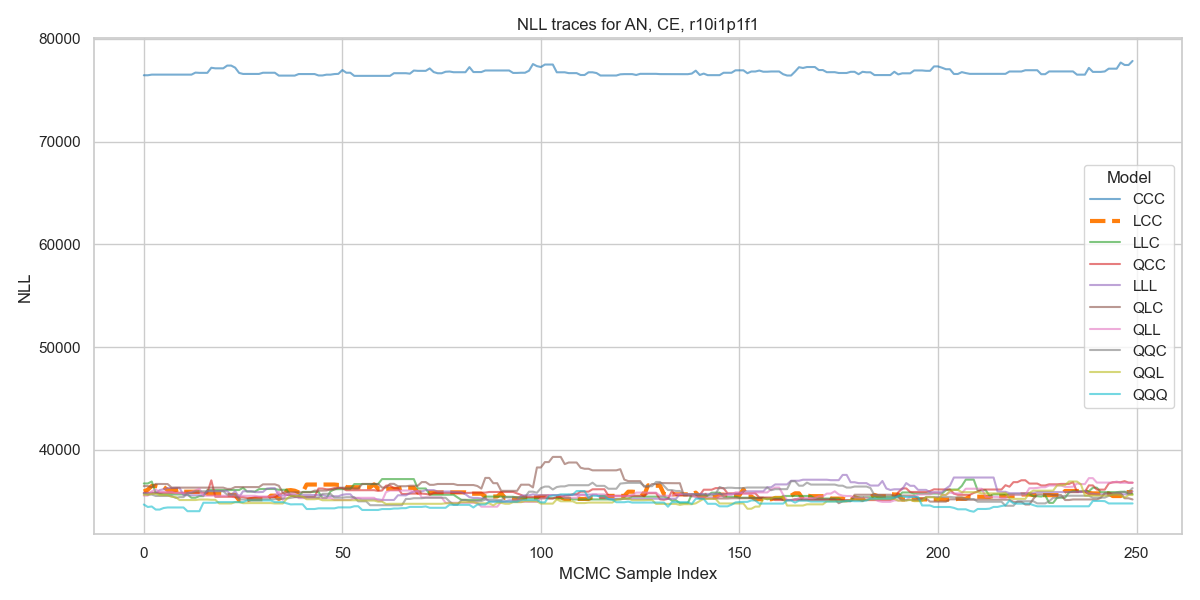 NLL traces for AN, CE, r10i1p1f1
80000
70000
60000
50000
40000
NLL
0
50
100
150
200
250
MCMC Sample Index
Model
CCC
LCC
LLC
QCC
LLL
QLC
QLL
QQC
QQL
QQQ